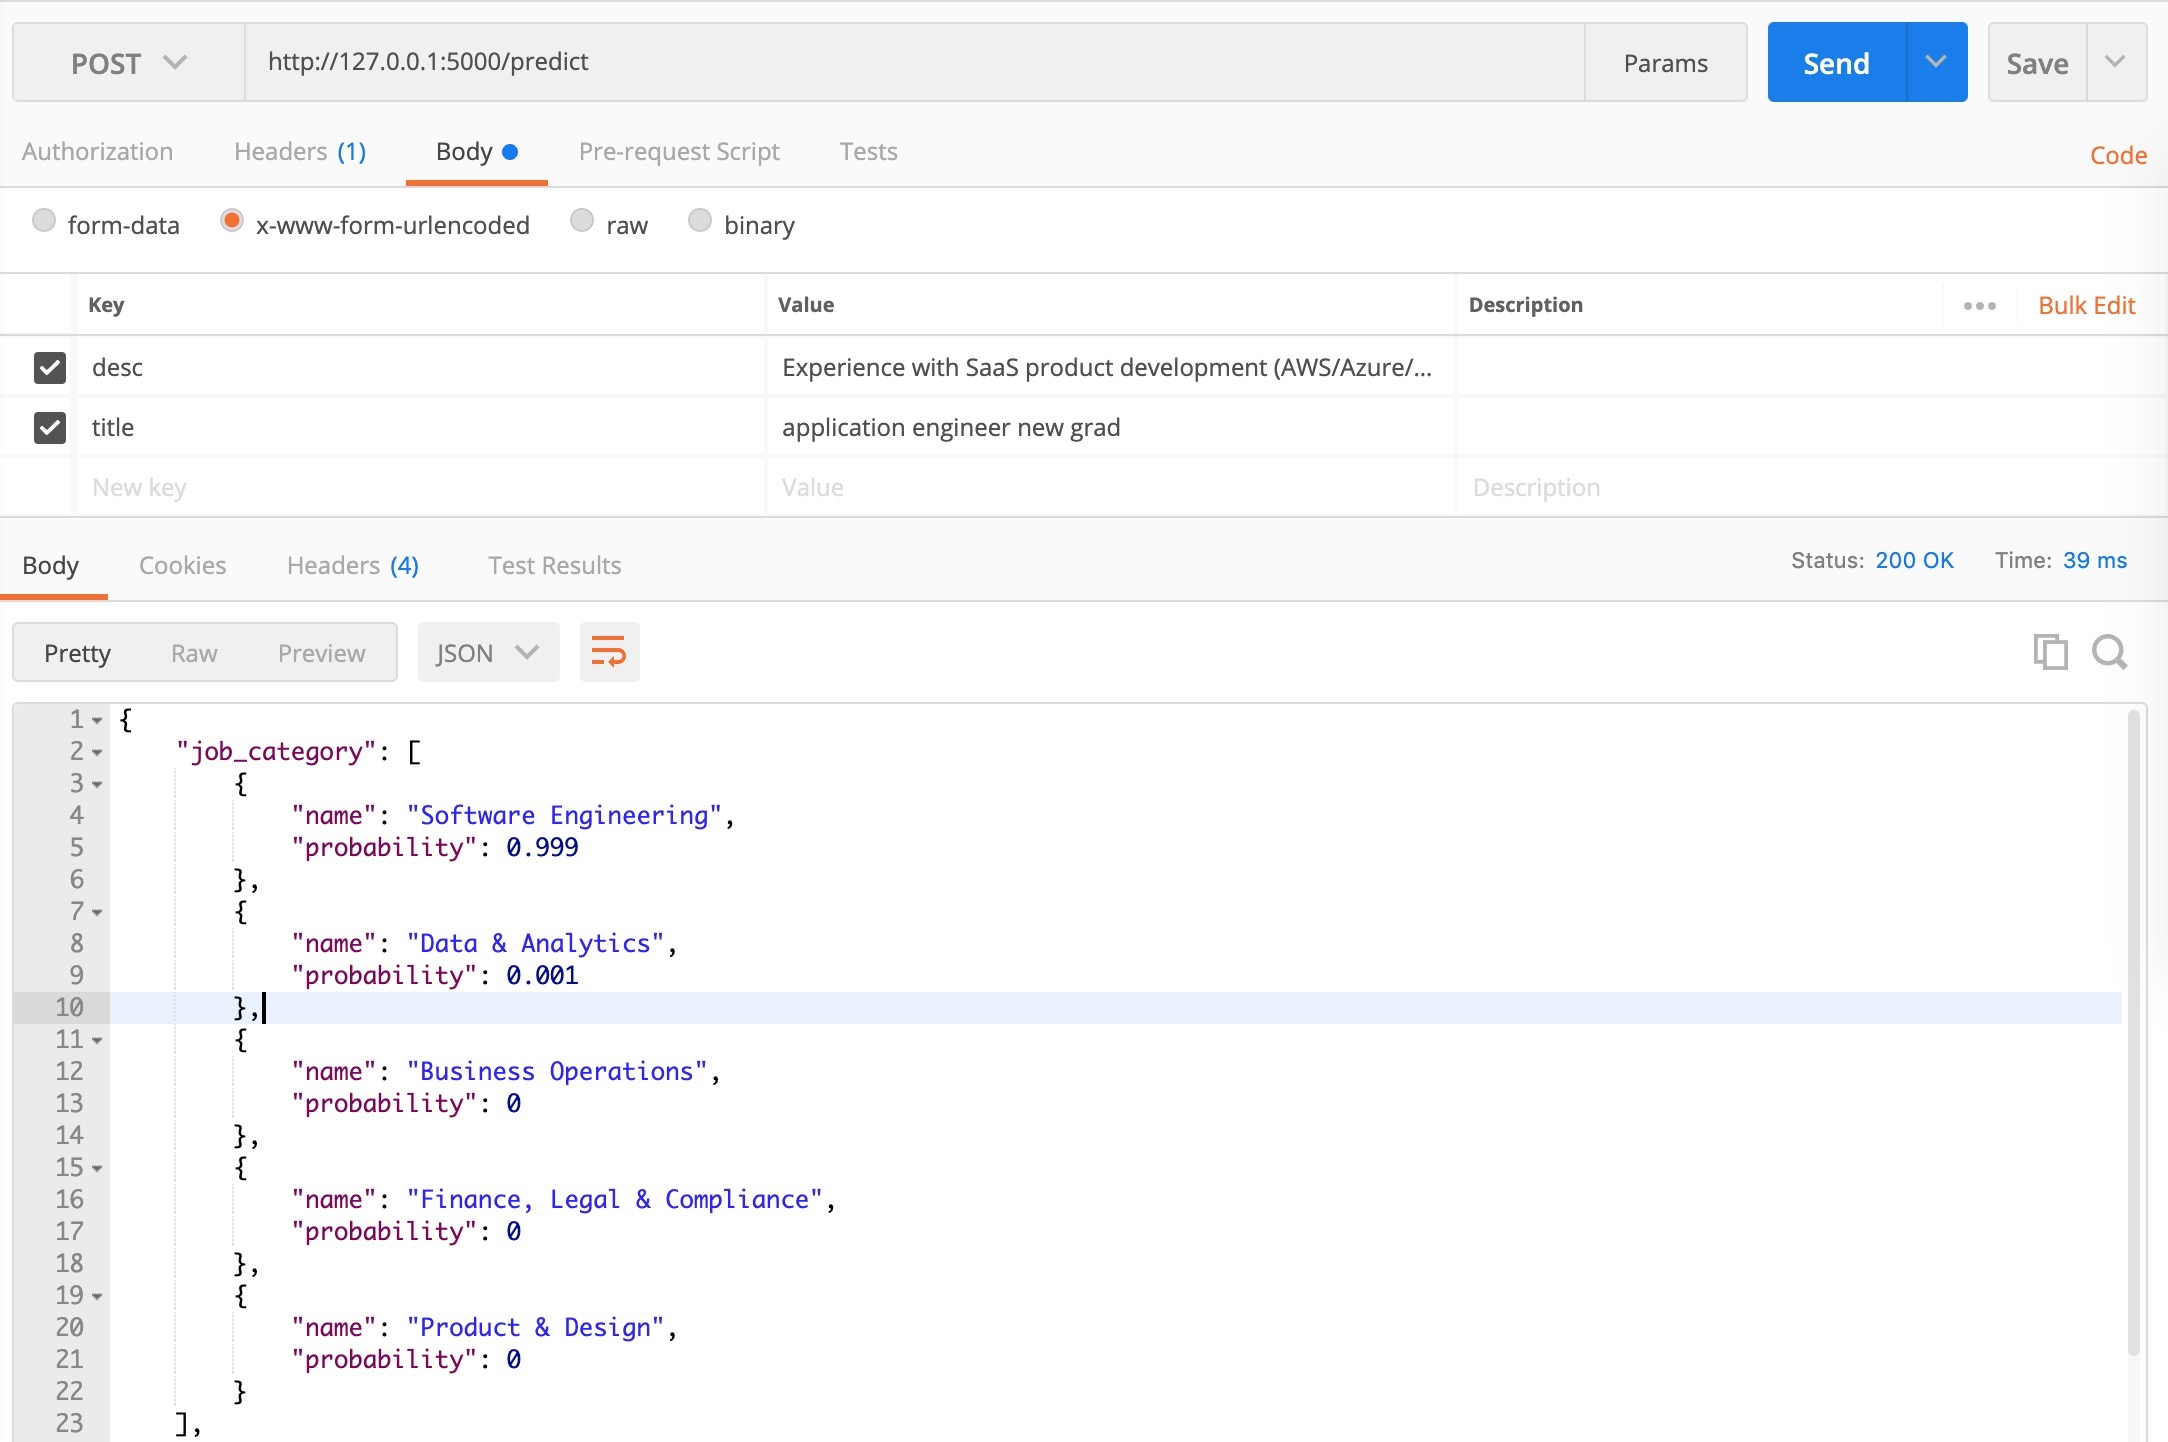 POST http://127.0.0.1:5000/predict Params Send Save
Authorization Headers (1) Body Pre-request Script Tests Code
form-data x-www-form-urlencoded raw binary
Key Value Description ••• Bulk Edit
desc Experience with SaaS product development (AWS/Azure/...
title application engineer new grad
New key Value Description
Body Cookies Headers (4) Test Results Status: 200 OK Time: 39 ms
Pretty Raw Preview JSON
1 {
2 "job_category": [
3 {
4 "name": "Software Engineering",
5 "probability": 0.999
6 },
7 {
8 "name": "Data & Analytics",
9 "probability": 0.001
10 },
11 {
12 "name": "Business Operations",
13 "probability": 0
14 },
15 {
16 "name": "Finance, Legal & Compliance",
17 "probability": 0
18 },
19 {
20 "name": "Product & Design",
21 "probability": 0
22 }
23 ],